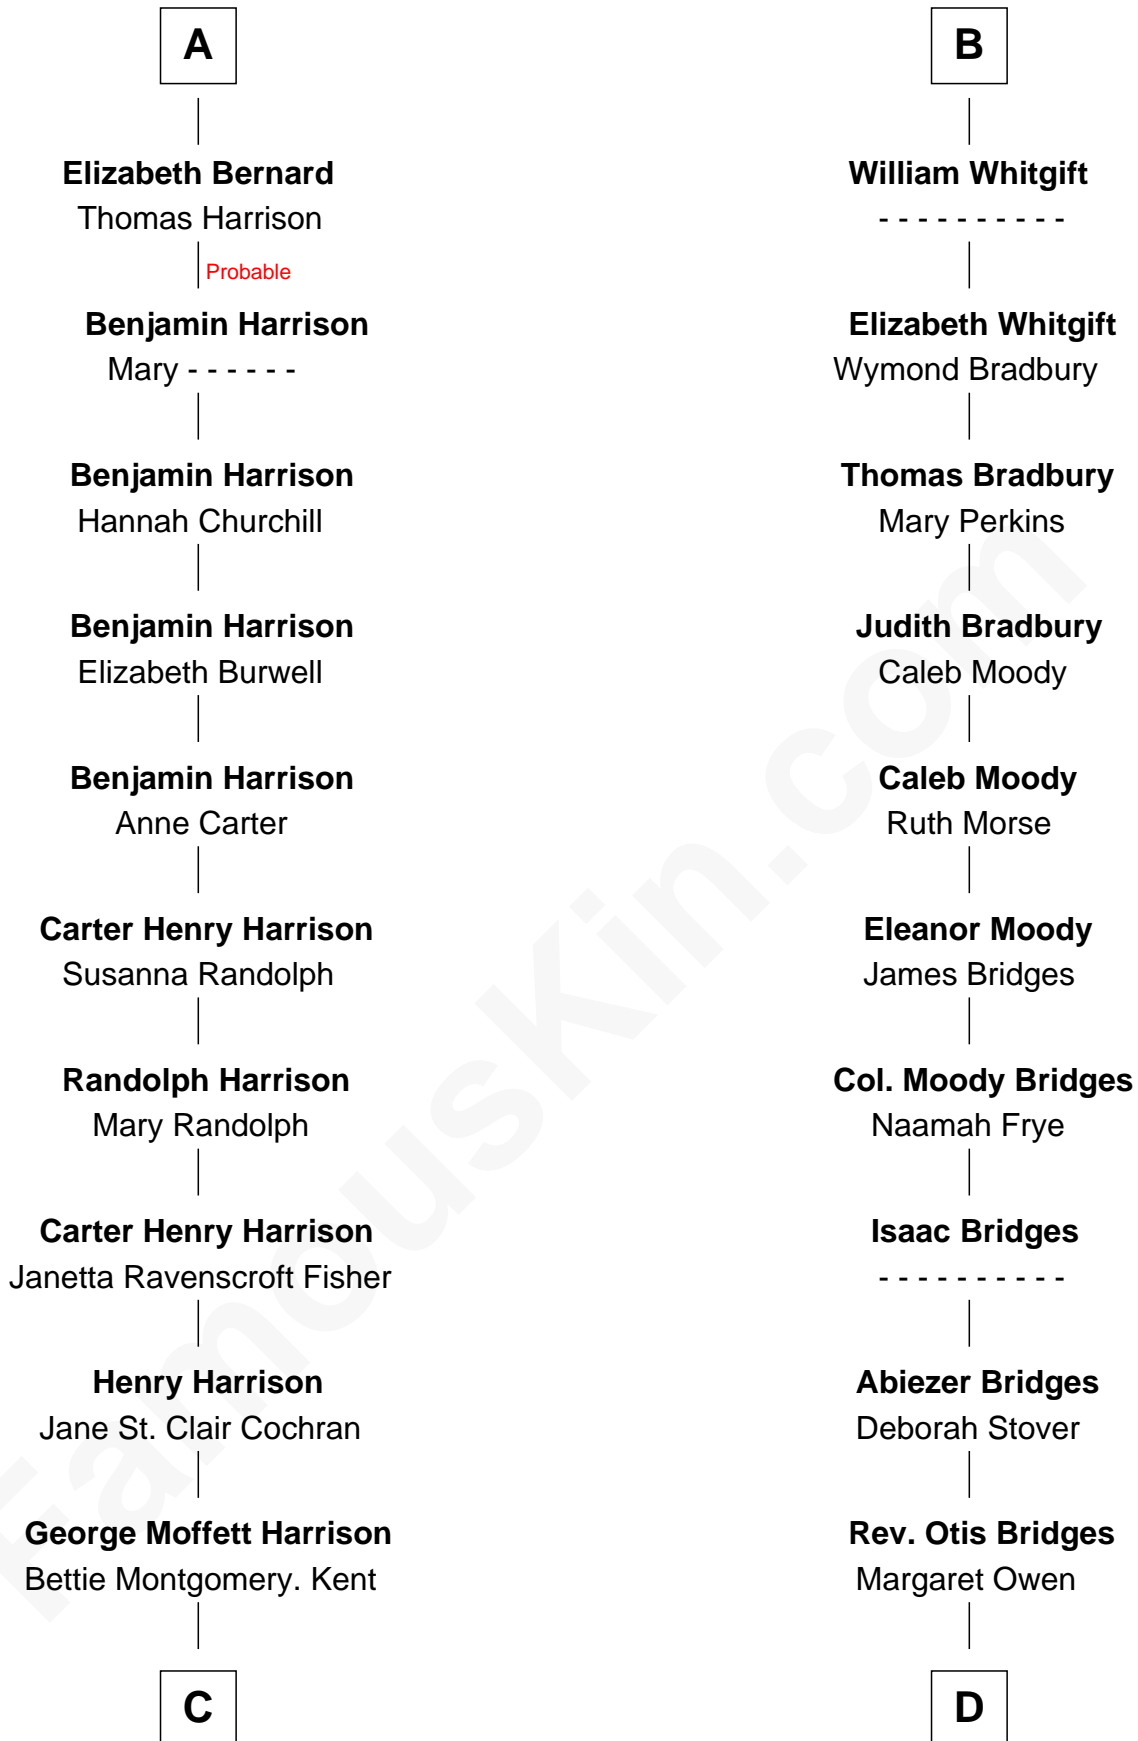 A
Elizabeth Bernard
Thomas Harrison
Probable
Benjamin Harrison
Mary - - - - - -
Benjamin Harrison
Hannah Churchill
Benjamin Harrison
Elizabeth Burwell
Benjamin Harrison
Anne Carter
Carter Henry Harrison
Susanna Randolph
Randolph Harrison
Mary Randolph
Carter Henry Harrison
Janetta Ravenscroft Fisher
Henry Harrison
Jane St. Clair Cochran
George Moffett Harrison
Bettie Montgomery. Kent
C
B
William Whitgift
- - - - - - - - - -
Elizabeth Whitgift
Wymond Bradbury
Thomas Bradbury
Mary Perkins
Judith Bradbury
Caleb Moody
Caleb Moody
Ruth Morse
Eleanor Moody
James Bridges
Col. Moody Bridges
Naamah Frye
Isaac Bridges
- - - - - - - - - -
Abiezer Bridges
Deborah Stover
Rev. Otis Bridges
Margaret Owen
D
FamousKin.com